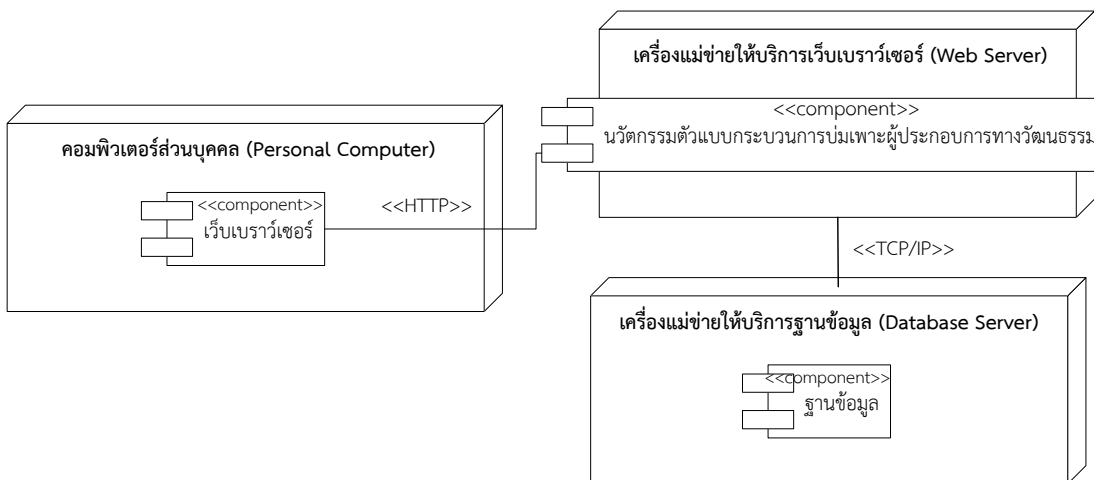 คอมพิวเตอร์ส่วนบุคคล (Personal Computer)
<<component>>
เว็บเบราว์เซอร์
<<HTTP>>
เครื่องแม่ข่ายให้บริการเว็บเบราว์เซอร์ (Web Server)
<<component>>
นวัตกรรมตัวแบบกระบวนการบ่มเพาะผู้ประกอบการทางวัฒนธรรม
<<TCP/IP>>
เครื่องแม่ข่ายให้บริการฐานข้อมูล (Database Server)
<<component>>
ฐานข้อมูล